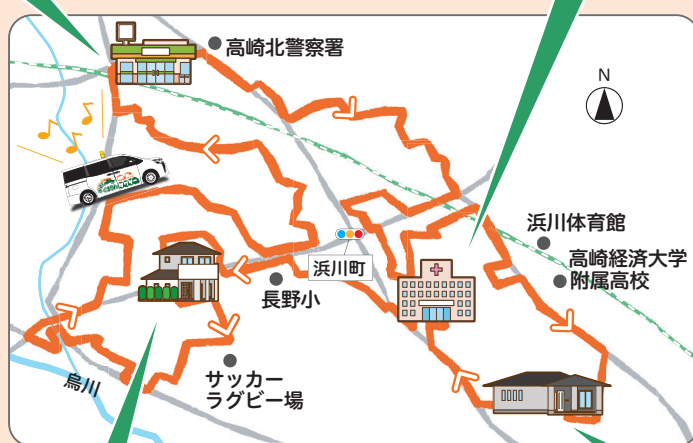 高崎北警察署
N
浜川体育館
高崎経済大学
附属高校
浜川町
長野小
サッカー
ラグビー場
烏川